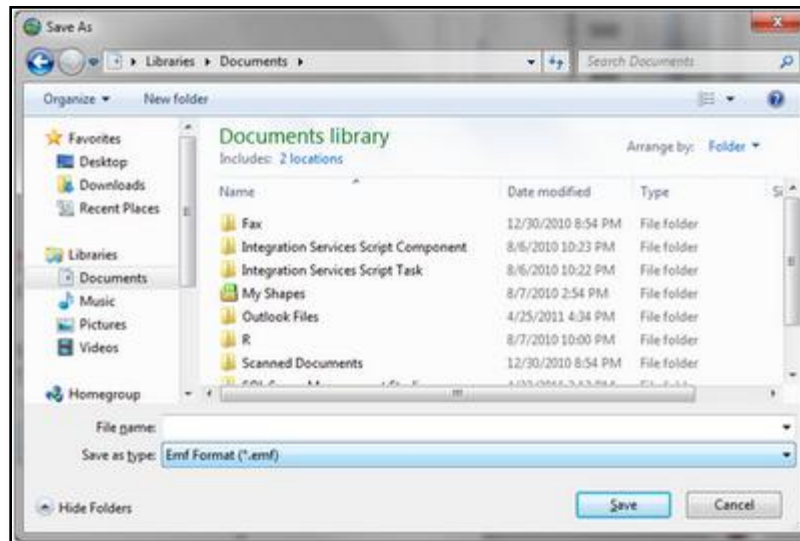 Save As
Libraries ▸ Documents ▸
Search Documents
Organize ▾ New folder
Favorites
Desktop
Downloads
Recent Places
Libraries
Documents
Music
Pictures
Videos
Homegroup
Documents library
Includes: 2 locations
Arrange by: Folder ▾
Name Date modified Type
Fax 12/30/2010 8:54 PM File folder
Integration Services Script Component 8/6/2010 10:23 PM File folder
Integration Services Script Task 8/6/2010 10:22 PM File folder
My Shapes 8/7/2010 2:54 PM File folder
Outlook Files 4/25/2011 4:34 PM File folder
R 8/7/2010 10:00 PM File folder
Scanned Documents 12/30/2010 8:54 PM File folder
File name:
Save as type: Emf Format (*.emf)
Hide Folders Save Cancel